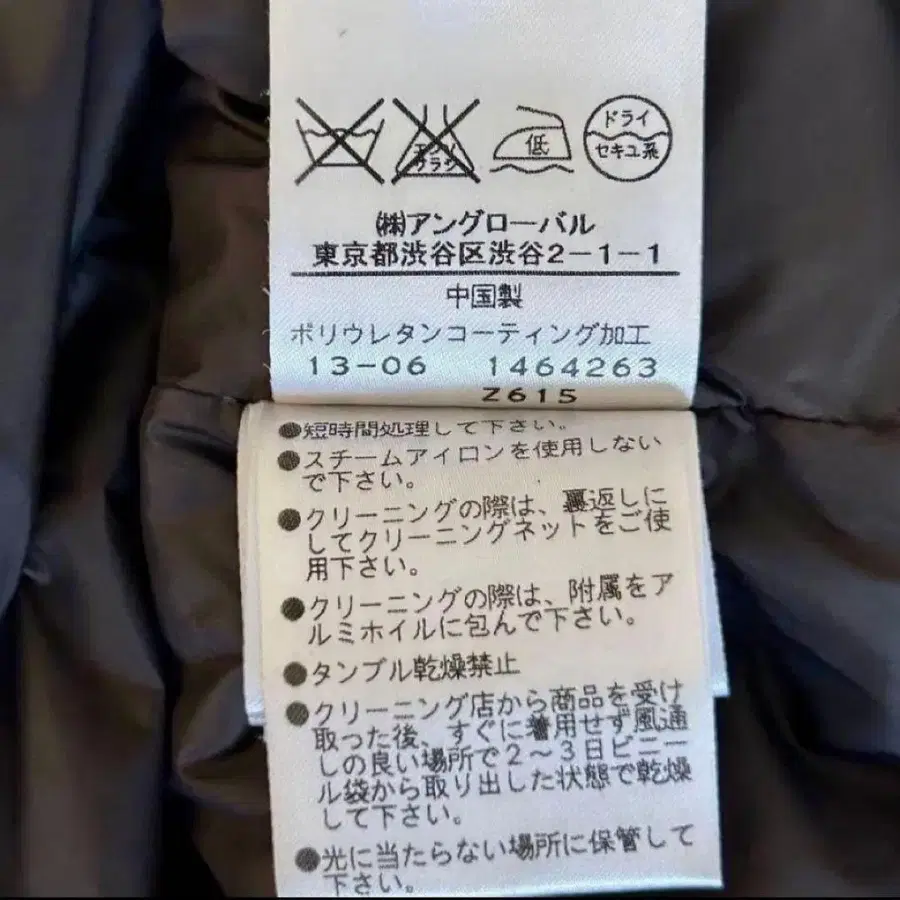 エンソ
サラシ
低
ドライ
セキユ系
㈱アングローバル
東京都渋谷区渋谷2-1-1
中国製
ポリウレタンコーティング加工
13-06 1464263
Z615
●短時間処理して下さい。
●スチームアイロンを使用しない
で下さい。
●クリーニングの際は、裏返しに
してクリーニングネットをご使
用下さい。
●クリーニングの際は、附属をア
ルミホイルに包んで下さい。
●タンブル乾燥禁止
●クリーニング店から商品を受け
取った後、すぐに着用せず風通
しの良い場所で2～3日ビニー
ル袋から取り出した状態で乾燥
して下さい。
●光に当たらない場所に保管して
下さい。